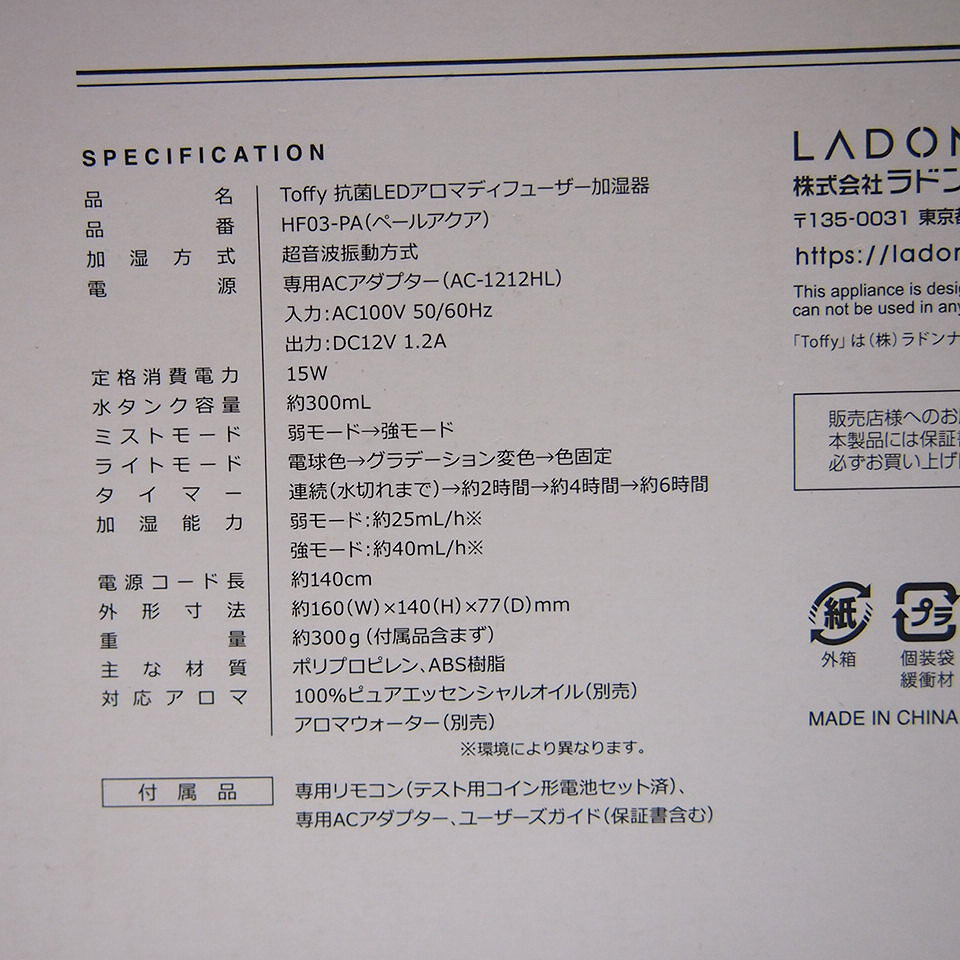 SPECIFICATION
品名 Toffy 抗菌LEDアロマディフューザー加湿器
品番 HF03-PA(ペールアクア)
加湿方式 超音波振動方式
電源 専用ACアダプター(AC-1212HL)
入力:AC100V 50/60Hz
出力:DC12V 1.2A
定格消費電力 15W
水タンク容量 約300mL
ミストモード 弱モード→強モード
ライトモード 電球色→グラデーション変色→色固定
タイマー 連続(水切れまで)→約2時間→約4時間→約6時間
加湿能力 弱モード:約25mL/h※
強モード:約40mL/h※
電源コード長 約140cm
外形寸法 約160(W)×140(H)×77(D)mm
重量 約300g(付属品含まず)
主な材質 ポリプロピレン、ABS樹脂
対応アロマ 100%ピュアエッセンシャルオイル(別売)
アロマウォーター(別売)
※環境により異なります。
付属品 専用リモコン(テスト用コイン形電池セット済)、
専用ACアダプター、ユーザーズガイド(保証書含む)
LADON
株式会社ラドン
〒135-0031 東京都
https://ladon
This appliance is desig
can not be used in any
「Toffy」は(株)ラドンナ
販売店様へのお
本製品には保証書
必ずお買い上げ
紙
外箱
プラ
個装袋
緩衝材
MADE IN CHINA